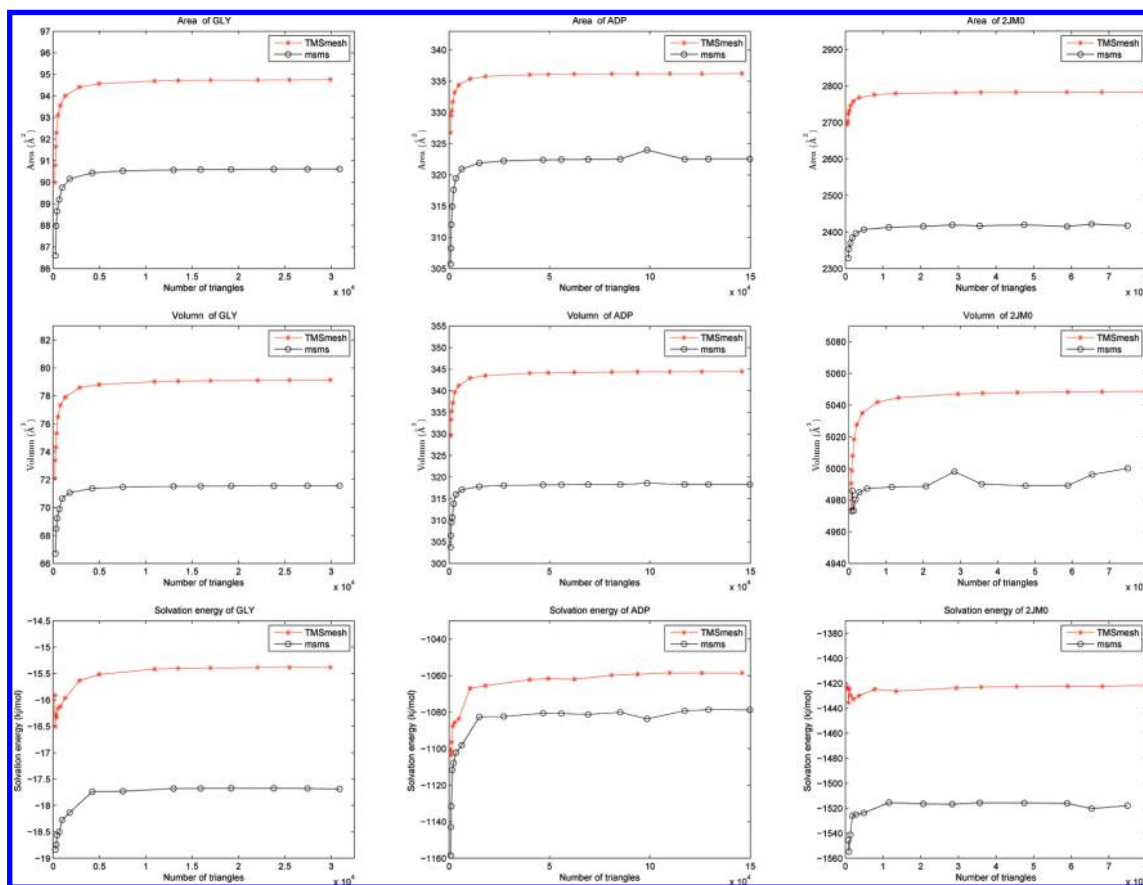 Area of GLY
97
96
95
94
93
92
91
90
89
88
87
86
Area (Å²)
TMSmesh
msms
0 0.5 1 1.5 2 2.5 3
Number of triangles
Area of ADP
340
335
330
325
320
315
310
305
Area (Å²)
TMSmesh
msms
0 5 10 15
Number of triangles
x 10⁴
Area of 2JM0
2900
2800
2700
2600
2500
2400
2300
Area (Å²)
TMSmesh
msms
0 1 2 3 4 5 6 7
Number of triangles
Volumn of GLY
82
80
78
76
74
72
70
68
66
TMSmesh
msms
0 0.5 1 1.5 2 2.5 3
Number of triangles
Volumn of ADP
355
350
345
340
335
330
325
320
315
310
305
300
TMSmesh
msms
0 5 10 15
Number of triangles
x 10⁴
Volumn of 2JM0
5080
5060
5040
5020
5000
4980
4960
4940
TMSmesh
msms
0 1 2 3 4 5 6 7
Number of triangles
Solvation energy of GLY
−14.5
−15
−15.5
−16
−16.5
−17
−17.5
−18
−18.5
−19
Solvation energy (kj/mol)
TMSmesh
msms
0 0.5 1 1.5 2 2.5 3
Number of triangles
Solvation energy of ADP
−1040
−1060
−1080
−1100
−1120
−1140
−1160
Solvation energy (kj/mol)
TMSmesh
msms
0 5 10 15
Number of triangles
x 10⁴
Solvation energy of 2JM0
−1380
−1400
−1420
−1440
−1460
−1480
−1500
−1520
−1540
−1560
Solvation energy (kj/mol)
TMSmesh
msms
0 1 2 3 4 5 6 7
Number of triangles